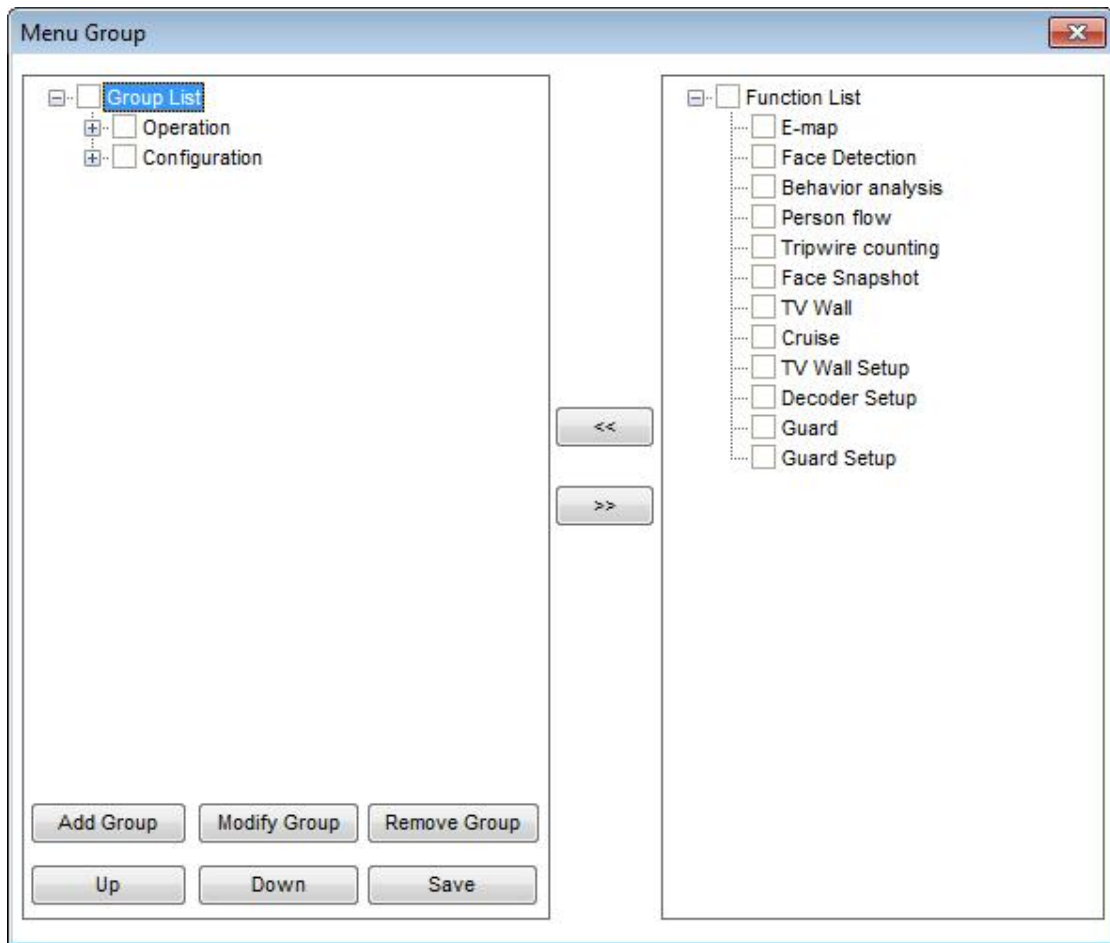 Menu Group
Group List
Operation
Configuration
Function List
E-map
Face Detection
Behavior analysis
Person flow
Tripwire counting
Face Snapshot
TV Wall
Cruise
TV Wall Setup
Decoder Setup
Guard
Guard Setup
<<
>>
Add Group Modify Group Remove Group
Up Down Save